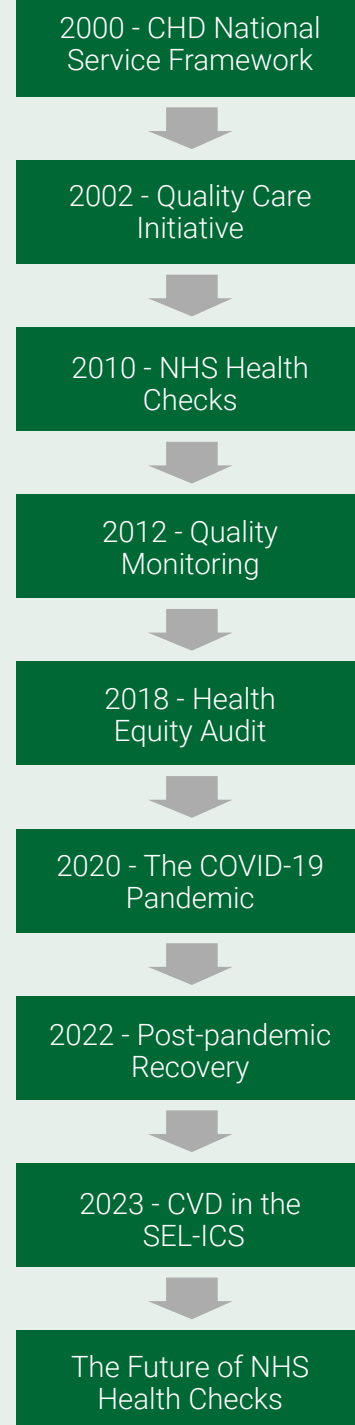 2000 - CHD National
Service Framework
2002 - Quality Care
Initiative
2010 - NHS Health
Checks
2012 - Quality
Monitoring
2018 - Health
Equity Audit
2020 - The COVID-19
Pandemic
2022 - Post-pandemic
Recovery
2023 - CVD in the
SEL-ICS
The Future of NHS
Health Checks